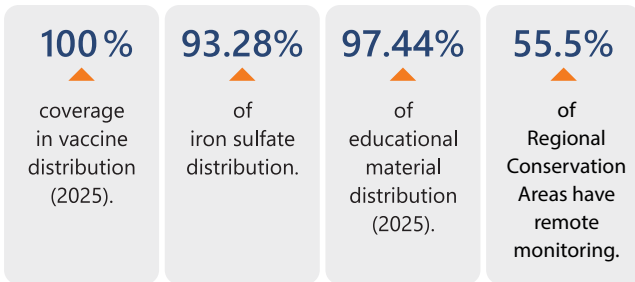 100 %
coverage
in vaccine
distribution
(2025).
93.28%
of
iron sulfate
distribution.
97.44%
of
educational
material
distribution
(2025).
55.5%
of
Regional
Conservation
Areas have
remote
monitoring.